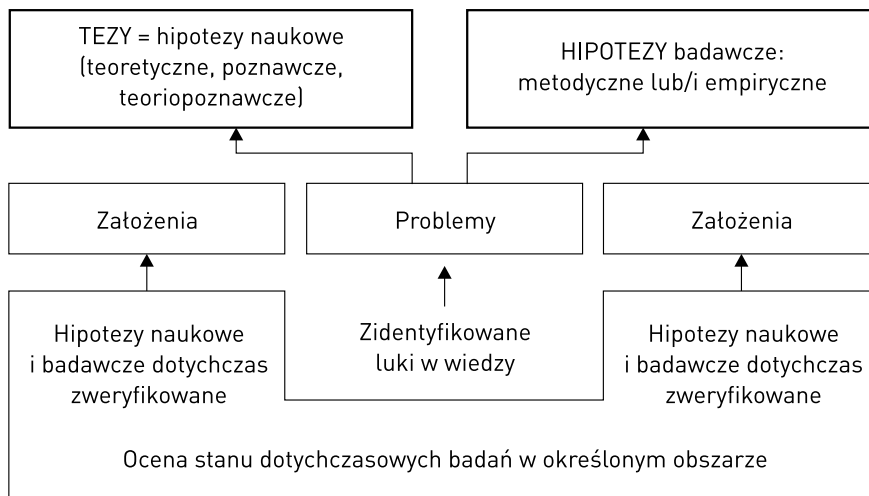 TEZY = hipotezy naukowe
(teoretyczne, poznawcze,
teoriopoznawcze)
HIPOTEZY badawcze:
metodyczne lub/i empiryczne
Założenia
Problemy
Założenia
Hipotezy naukowe
i badawcze dotychczas
zweryfikowane
Zidentyfikowane
luki w wiedzy
Hipotezy naukowe
i badawcze dotychczas
zweryfikowane
Ocena stanu dotychczasowych badań w określonym obszarze